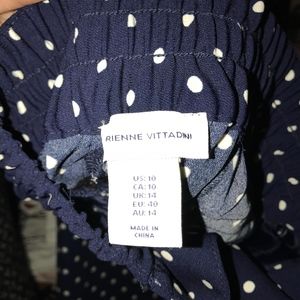 RIENNE VITTADINI
US: 10
CA: 10
UK: 14
EU: 40
AU: 14
MADE IN
CHINA